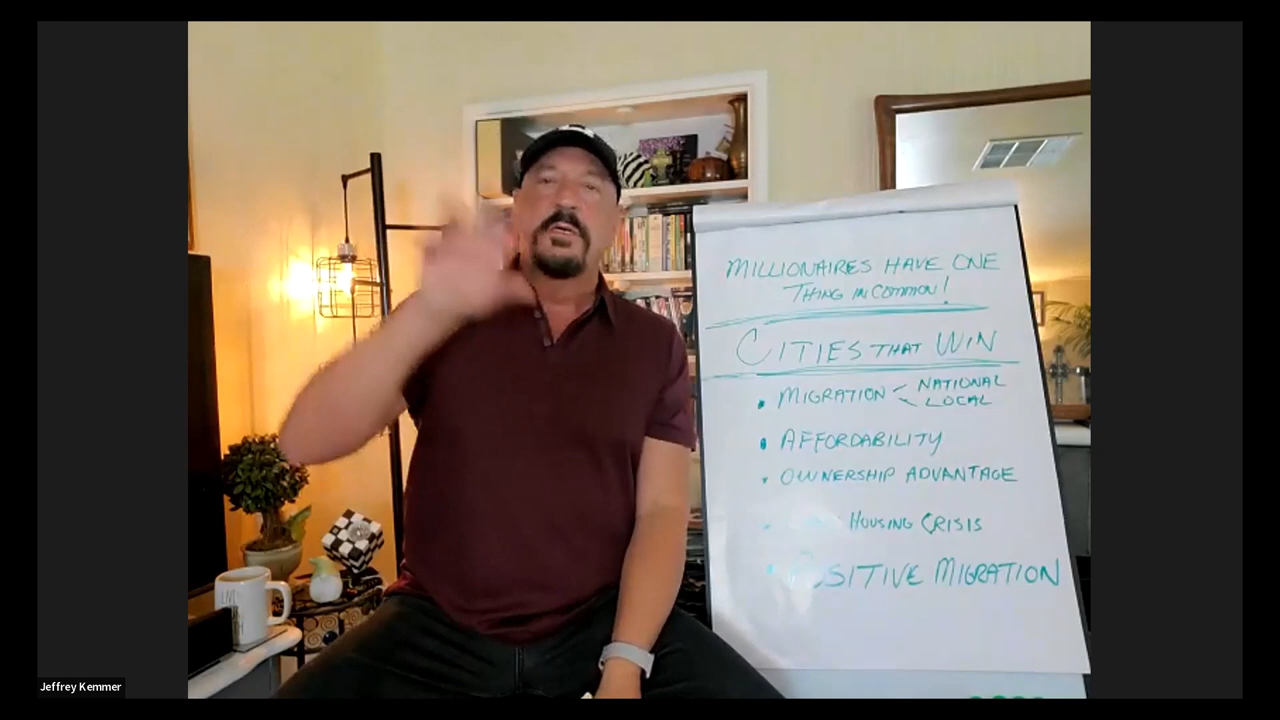 MILLIONAIRES HAVE ONE
THING IN COMMON!
CITIES THAT WIN
• MIGRATION < NATIONAL
LOCAL
• AFFORDABILITY
• OWNERSHIP ADVANTAGE
• HOUSING CRISIS
• POSITIVE MIGRATION
Jeffrey Kemmer